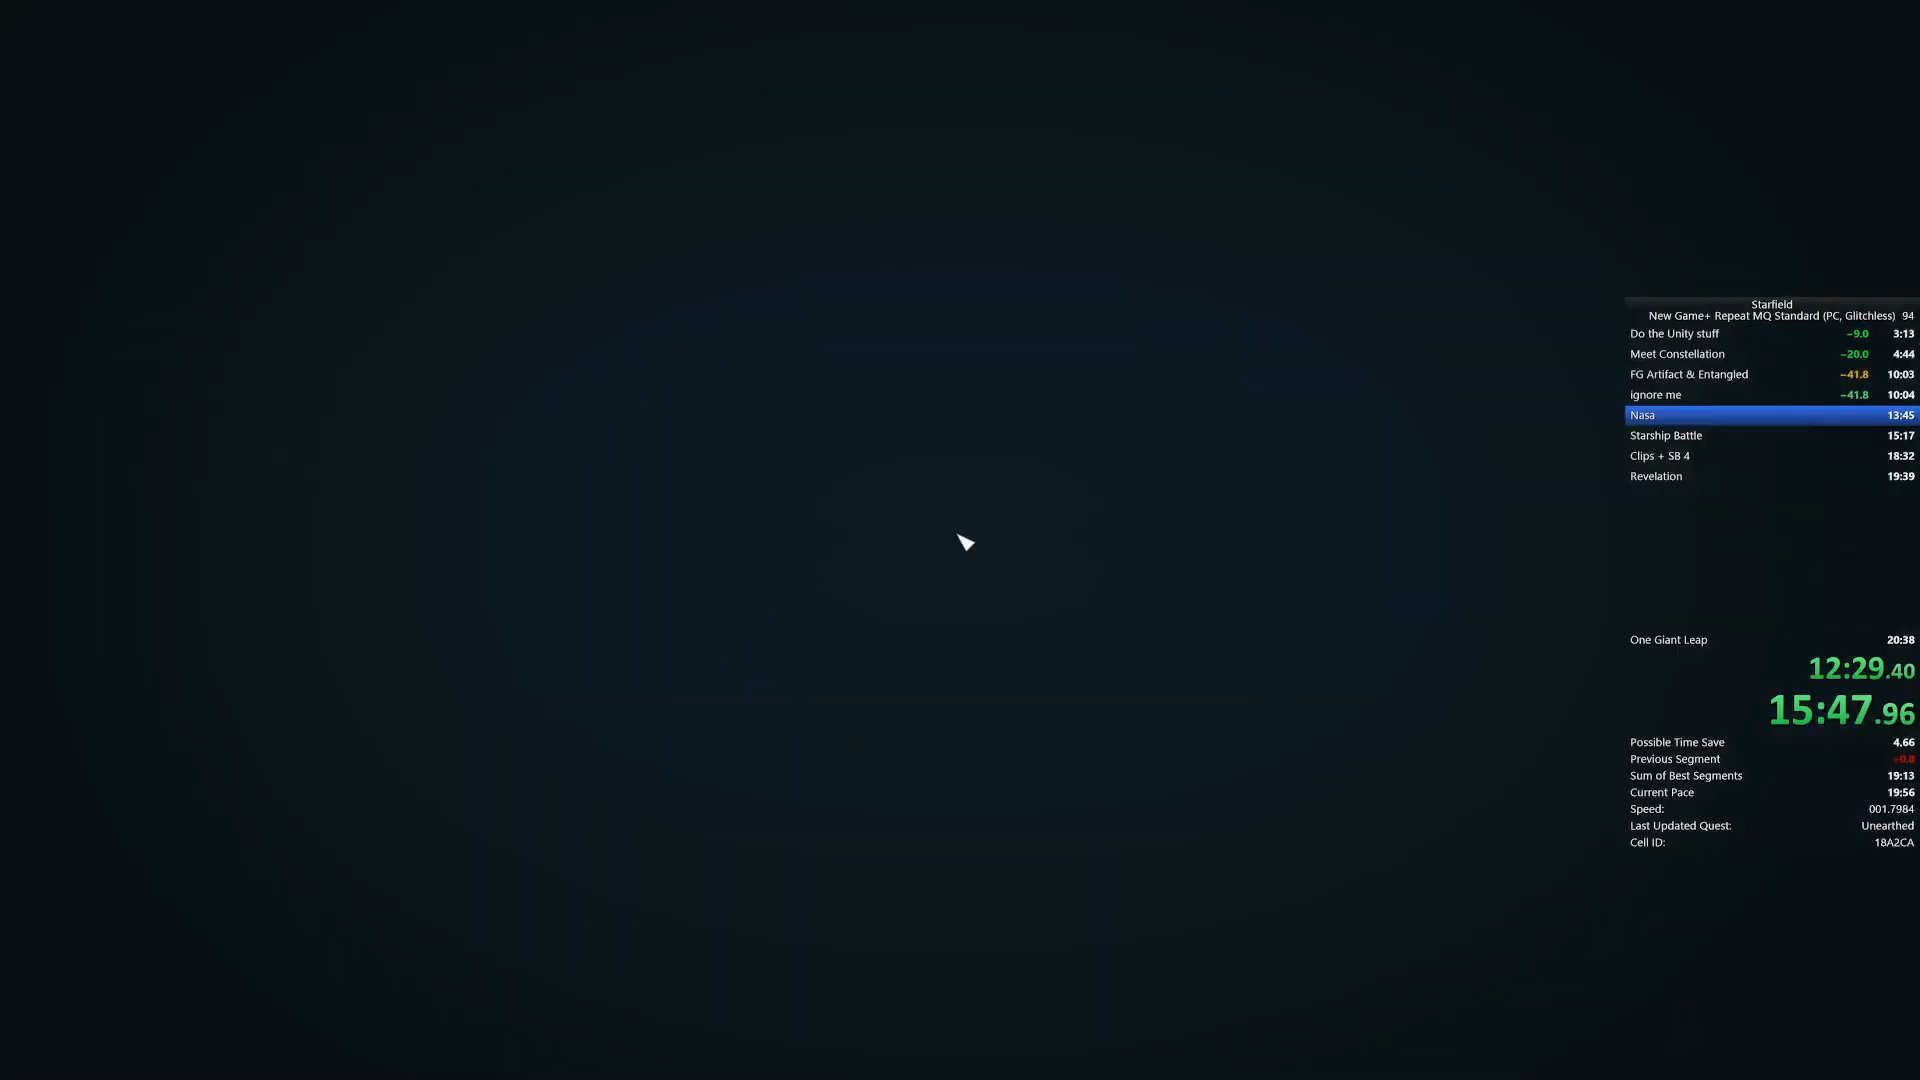 Starfield
New Game+ Repeat MQ Standard (PC, Glitchless) 94
Do the Unity stuff -9.0 3:13
Meet Constellation -20.0 4:44
FG Artifact & Entangled -41.8 10:03
ignore me -41.8 10:04
Nasa 13:45
Starship Battle 15:17
Clips + SB 4 18:32
Revelation 19:39
One Giant Leap 20:38
12:29.40
15:47.96
Possible Time Save 4.66
Previous Segment +0.0
Sum of Best Segments 19:13
Current Pace 19:56
Speed: 001.7984
Last Updated Quest: Unearthed
Cell ID: 18A2CA